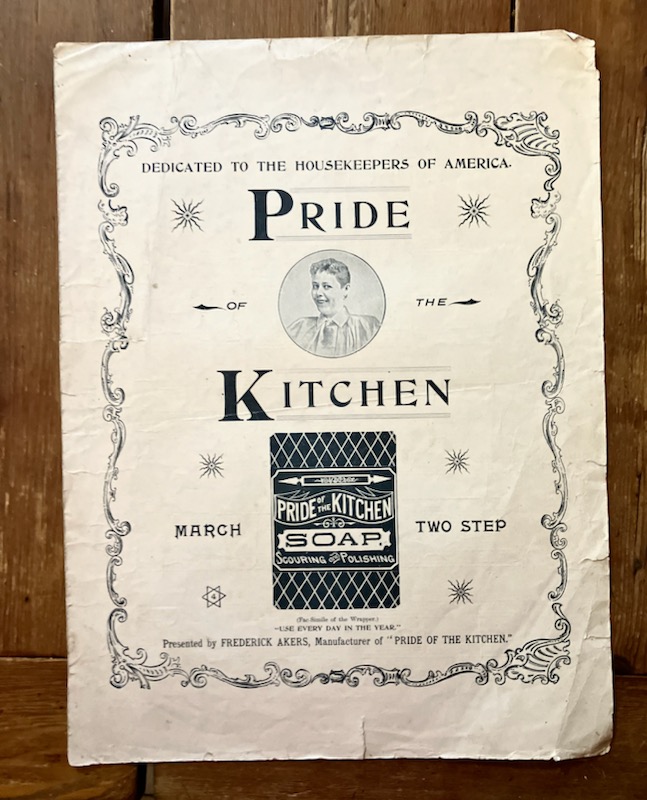 DEDICATED TO THE HOUSEKEEPERS OF AMERICA.
PRIDE
OF THE
KITCHEN
PRIDE OF THE KITCHEN
SOAP.
SCOURING AND POLISHING
MARCH TWO STEP
4
(Fac-Simile of the Wrapper.)
"USE EVERY DAY IN THE YEAR."
Presented by FREDERICK AKERS, Manufacturer of "PRIDE OF THE KITCHEN."